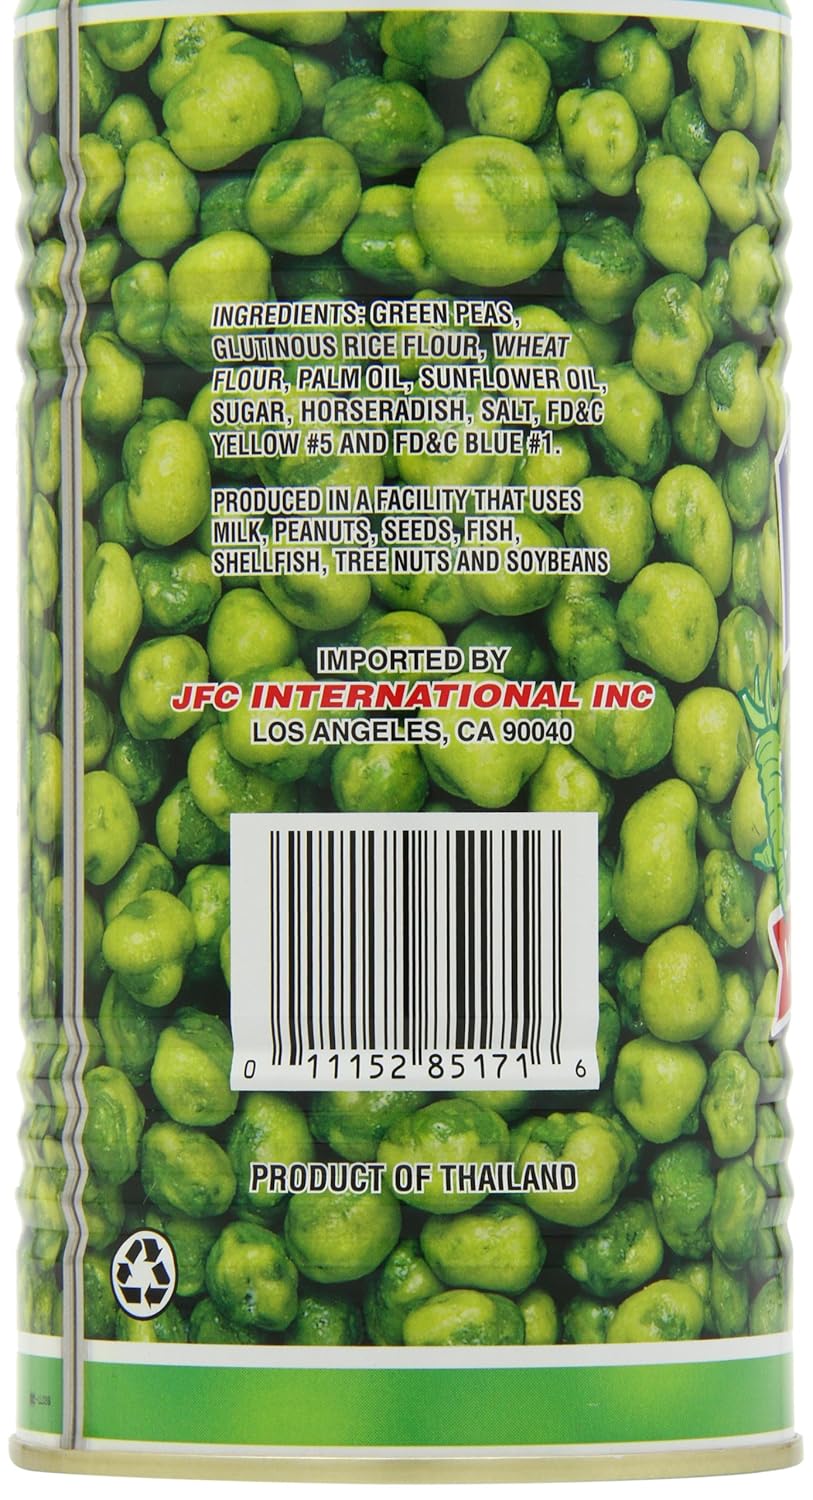 INGREDIENTS: GREEN PEAS,
GLUTINOUS RICE FLOUR, WHEAT
FLOUR, PALM OIL, SUNFLOWER OIL,
SUGAR, HORSERADISH, SALT, FD&C
YELLOW #5 AND FD&C BLUE #1.
PRODUCED IN A FACILITY THAT USES
MILK, PEANUTS, SEEDS, FISH,
SHELLFISH, TREE NUTS AND SOYBEANS
IMPORTED BY
JFC INTERNATIONAL INC
LOS ANGELES, CA 90040
0 11152 85171 6
PRODUCT OF THAILAND